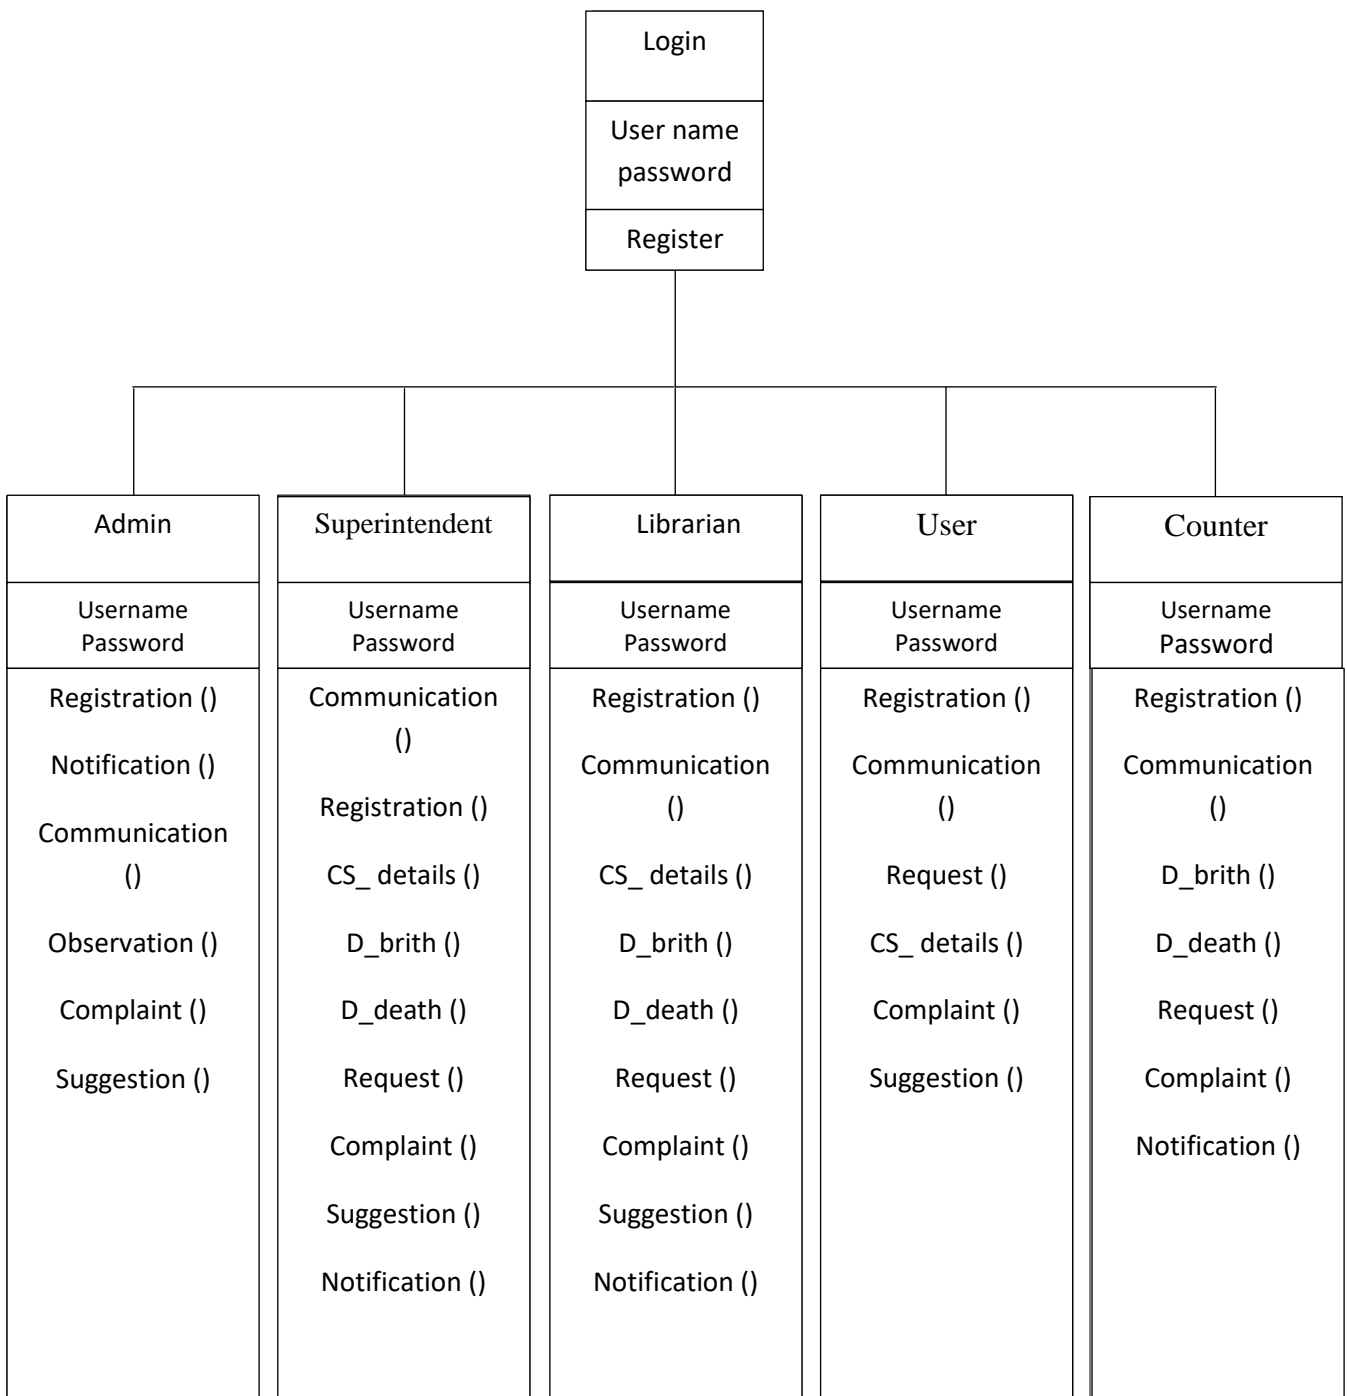 Login
User name
password
Register
Admin
Username
Password
Registration ()
Notification ()
Communication
()
Observation ()
Complaint ()
Suggestion ()
Superintendent
Username
Password
Communication
()
Registration ()
CS_ details ()
D_brith ()
D_death ()
Request ()
Complaint ()
Suggestion ()
Notification ()
Librarian
Username
Password
Registration ()
Communication
()
CS_ details ()
D_brith ()
D_death ()
Request ()
Complaint ()
Suggestion ()
Notification ()
User
Username
Password
Registration ()
Communication
()
Request ()
CS_ details ()
Complaint ()
Suggestion ()
Counter
Username
Password
Registration ()
Communication
()
D_brith ()
D_death ()
Request ()
Complaint ()
Notification ()